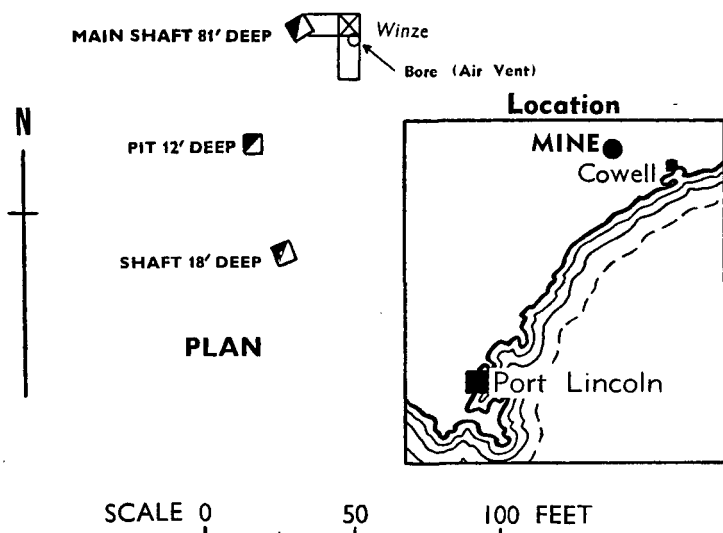 MAIN SHAFT 81' DEEP
Winze
Bore (Air Vent)
Location
N
PIT 12' DEEP
MINE
Cowell
SHAFT 18' DEEP
PLAN
Port Lincoln
SCALE 0 50 100 FEET